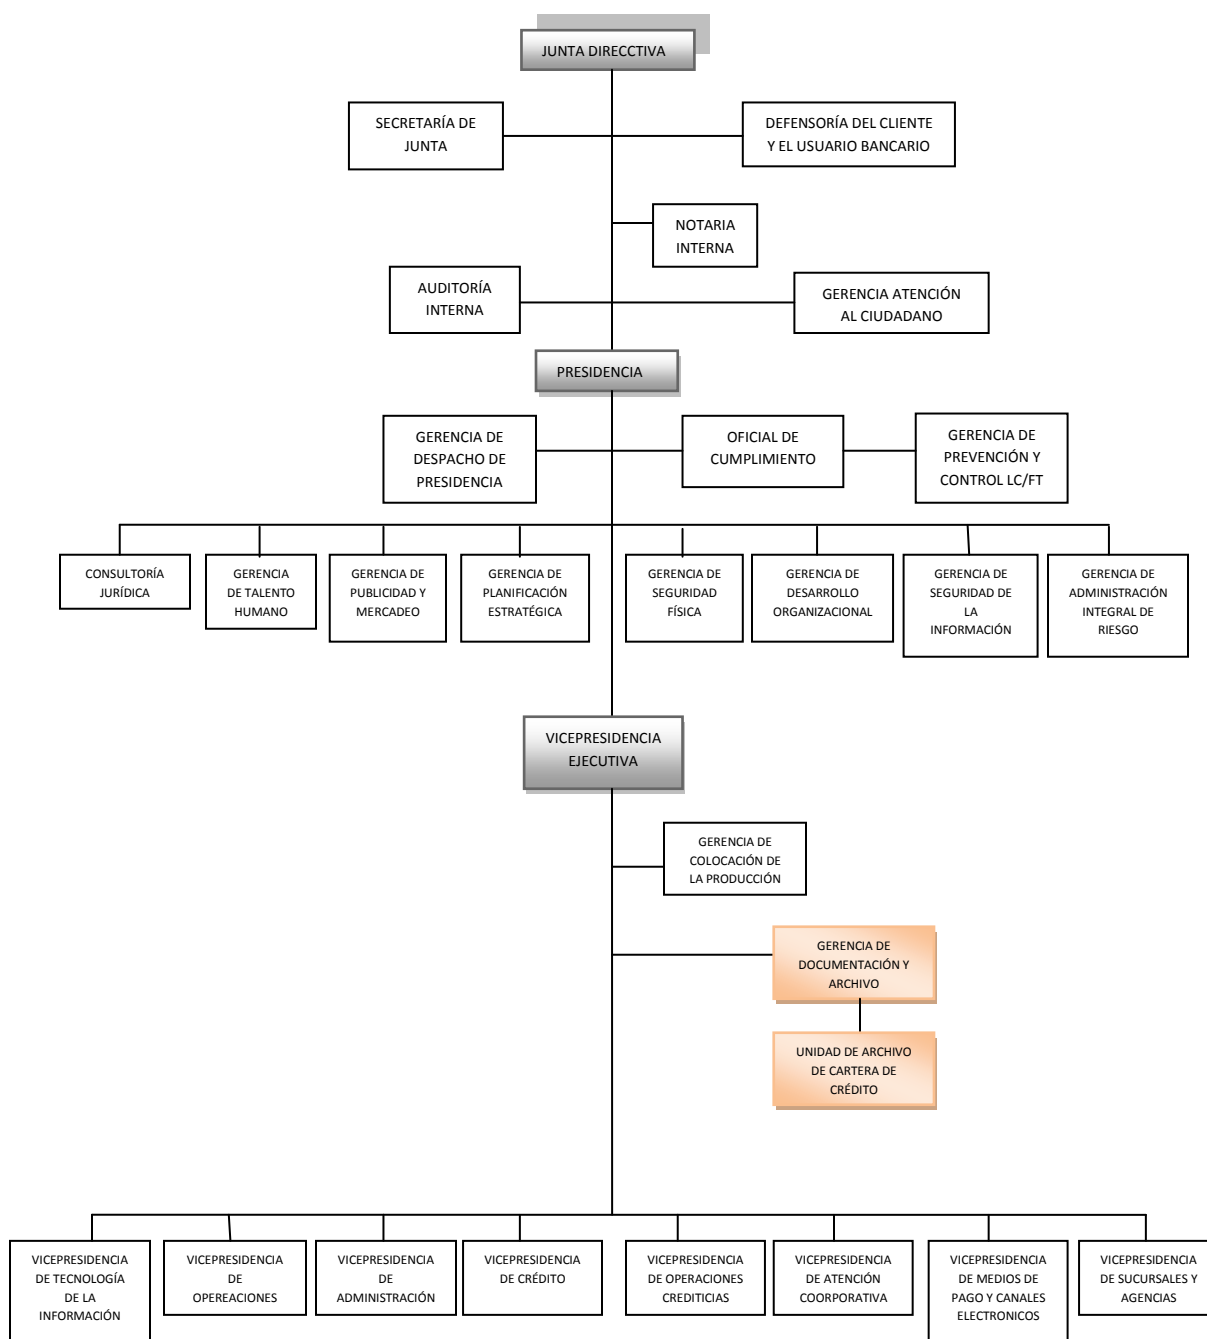 JUNTA DIRECCTIVA
SECRETARÍA DE
JUNTA
DEFENSORÍA DEL CLIENTE
Y EL USUARIO BANCARIO
NOTARIA
INTERNA
AUDITORÍA
INTERNA
GERENCIA ATENCIÓN
AL CIUDADANO
PRESIDENCIA
GERENCIA DE
DESPACHO DE
PRESIDENCIA
OFICIAL DE
CUMPLIMIENTO
GERENCIA DE
PREVENCIÓN Y
CONTROL LC/FT
CONSULTORÍA
JURÍDICA
GERENCIA
DE TALENTO
HUMANO
GERENCIA DE
PUBLICIDAD Y
MERCADEO
GERENCIA DE
PLANIFICACIÓN
ESTRATÉGICA
GERENCIA DE
SEGURIDAD
FÍSICA
GERENCIA DE
DESARROLLO
ORGANIZACIONAL
GERENCIA DE
SEGURIDAD DE
LA
INFORMACIÓN
GERENCIA DE
ADMINISTRACIÓN
INTEGRAL DE
RIESGO
VICEPRESIDENCIA
EJECUTIVA
GERENCIA DE
COLOCACIÓN DE
LA PRODUCCIÓN
GERENCIA DE
DOCUMENTACIÓN Y
ARCHIVO
UNIDAD DE ARCHIVO
DE CARTERA DE
CRÉDITO
VICEPRESIDENCIA
DE TECNOLOGÍA
DE LA
INFORMACIÓN
VICEPRESIDENCIA
DE
OPEREACIONES
VICEPRESIDENCIA
DE
ADMINISTRACIÓN
VICEPRESIDENCIA
DE CRÉDITO
VICEPRESIDENCIA
DE OPERACIONES
CREDITICIAS
VICEPRESIDENCIA
DE ATENCIÓN
COORPORATIVA
VICEPRESIDENCIA
DE MEDIOS DE
PAGO Y CANALES
ELECTRONICOS
VICEPRESIDENCIA
DE SUCURSALES Y
AGENCIAS